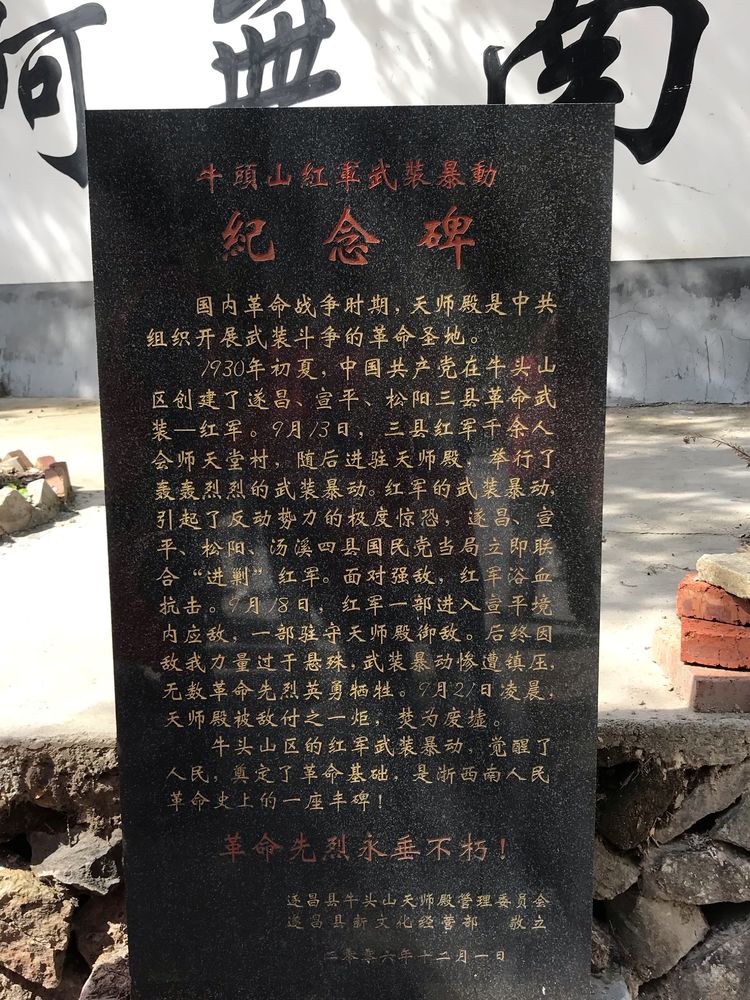 南無阿
牛頭山紅軍武裝暴動
紀念碑
国内革命战争时期，天师殿是中共
组织开展武装斗争的革命圣地。
1930年初夏，中国共产党在牛头山
区创建了遂昌、宣平、松阳三县革命武
装—红军。9月13日，三县红军千余人
会师天堂村，随后进驻天师殿，举行了
轰轰烈烈的武装暴动。红军的武装暴动，
引起了反动势力的极度惊恐，遂昌、宣
平、松阳、汤溪四县国民党当局立即联
合“进剿”红军。面对强敌，红军浴血
抗击。9月18日，红军一部进入宣平境
内应敌，一部驻守天师殿御敌。后终因
敌我力量过于悬殊，武装暴动惨遭镇压，
无数革命先烈英勇牺牲。9月21日凌晨，
天师殿被敌付之一炬，焚为废墟。
牛头山区的红军武装暴动，觉醒了
人民，奠定了革命基础，是浙西南人民
革命史上的一座丰碑！
革命先烈永垂不朽！
遂昌县牛头山天师殿管理委员会
遂昌县新文化经营部 敬立
二零零六年十二月一日